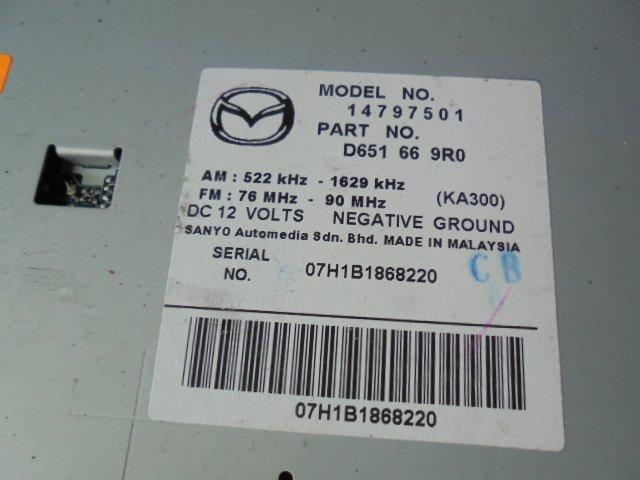 MODEL NO.
14797501
PART NO.
D651 66 9R0
AM : 522 kHz - 1629 kHz
FM : 76 MHz - 90 MHz (KA300)
DC 12 VOLTS NEGATIVE GROUND
SANYO Automedia Sdn. Bhd. MADE IN MALAYSIA
SERIAL
NO. 07H1B1868220
CB
07H1B1868220